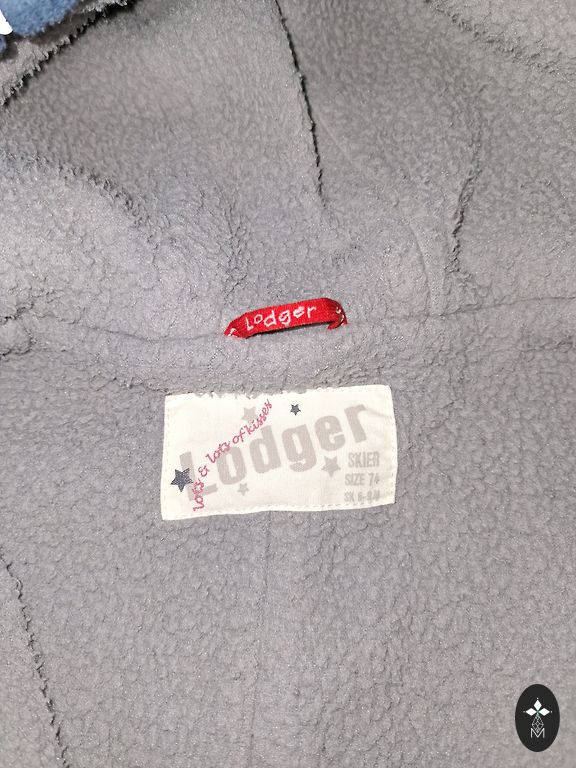 Lodger
lots & lots of kisses
Lodger
SKIER
SIZE 74